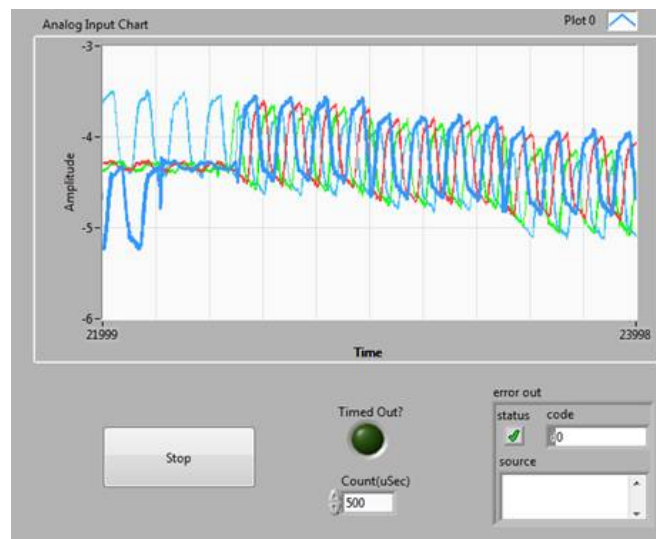 Analog Input Chart
Plot 0
-3
-4
-5
-6
Amplitude
21999
23998
Time
Stop
Timed Out?
Count(uSec)
500
error out
status code
0
source